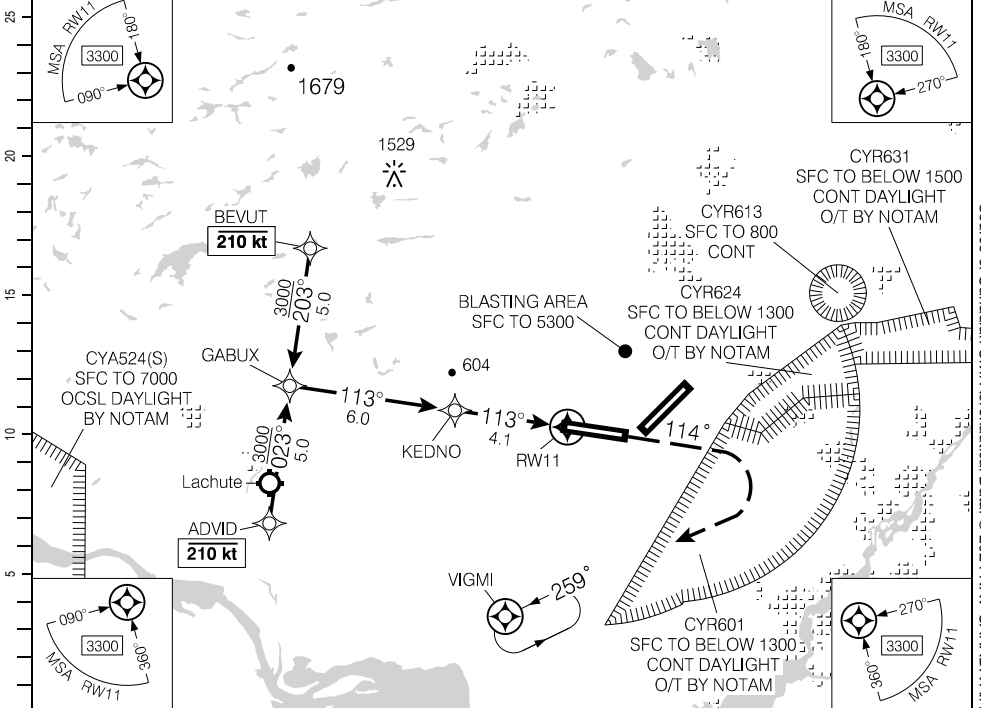 25
20
15
10
5
MSA RW11
180°
3300
090°
MSA RW11
180°
3300
270°
1679
1529
BEVUT
210 kt
3000
203°
5.0
GABUX
CYA524(S)
SFC TO 7000
OCSL DAYLIGHT
BY NOTAM
3000
023°
5.0
Lachute
ADVID
210 kt
113°
6.0
604
KEDNO
113°
4.1
RW11
114°
BLASTING AREA
SFC TO 5300
CYR613
SFC TO 800
CONT
CYR631
SFC TO BELOW 1500
CONT DAYLIGHT
O/T BY NOTAM
CYR624
SFC TO BELOW 1300
CONT DAYLIGHT
O/T BY NOTAM
VIGMI
259°
CYR601
SFC TO BELOW 1300
CONT DAYLIGHT
O/T BY NOTAM
090°
3300
360°
MSA RW11
270°
3300
360°
MSA RW11